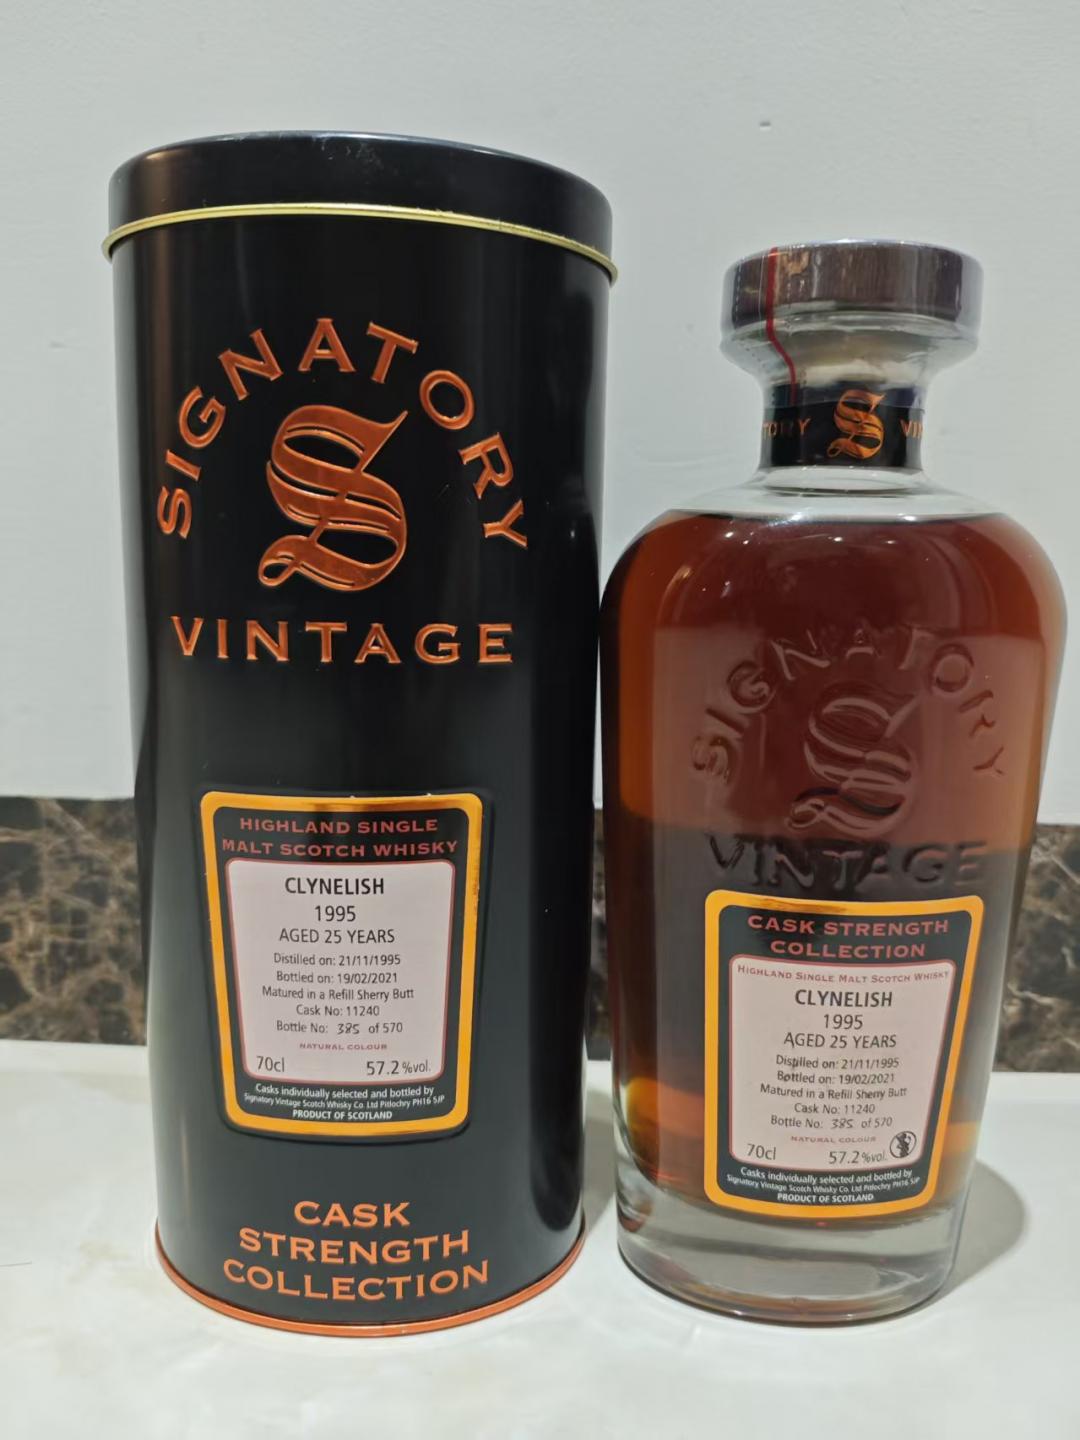 SIGNATORY
S
VINTAGE
HIGHLAND SINGLE
MALT SCOTCH WHISKY
CLYNELISH
1995
AGED 25 YEARS
Distilled on: 21/11/1995
Bottled on: 19/02/2021
Matured in a Refill Sherry Butt
Cask No: 11240
Bottle No: 385 of 570
NATURAL COLOUR
70cl 57.2%vol.
Casks individually selected and bottled by
Signatory Vintage Scotch Whisky Co. Ltd Pitlochry PH16 5JP
PRODUCT OF SCOTLAND
CASK
STRENGTH
COLLECTION
TORY S VIN
SIGNATORY
S
VINTAGE
CASK STRENGTH
COLLECTION
HIGHLAND SINGLE MALT SCOTCH WHISKY
CLYNELISH
1995
AGED 25 YEARS
Distilled on: 21/11/1995
Bottled on: 19/02/2021
Matured in a Refill Sherry Butt
Cask No: 11240
Bottle No: 385 of 570
NATURAL COLOUR
70cl 57.2%vol.
Casks individually selected and bottled by
Signatory Vintage Scotch Whisky Co. Ltd Pitlochry PH16 5JP
PRODUCT OF SCOTLAND